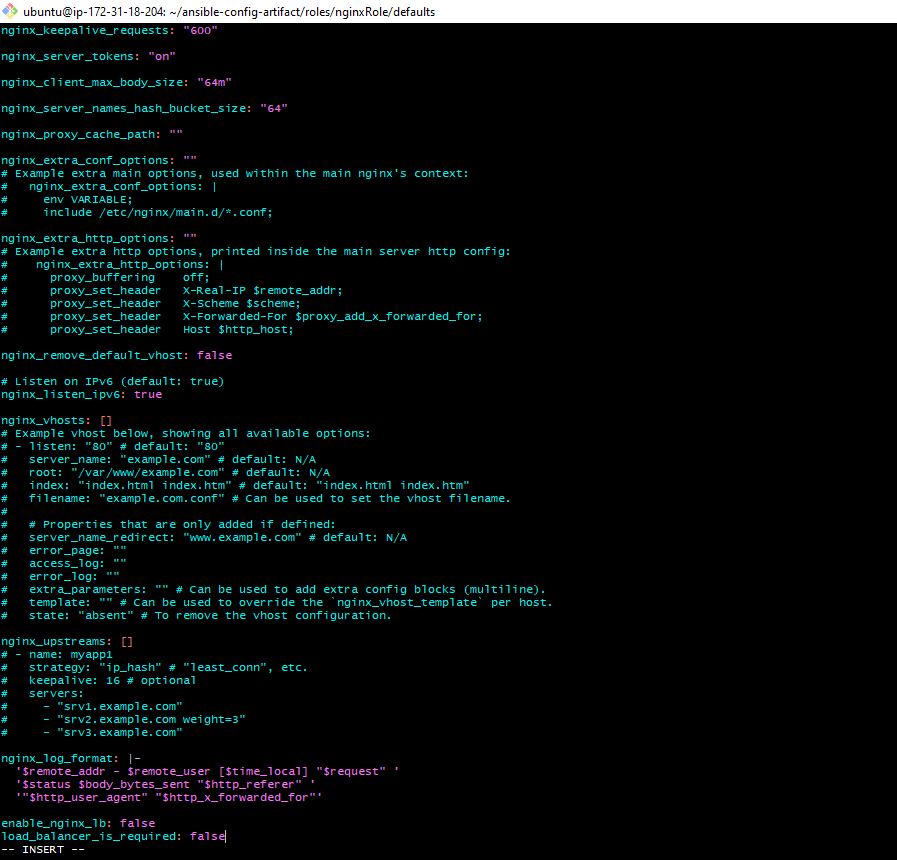 ubuntu@ip-172-31-18-204: ~/ansible-config-artifact/roles/nginxRole/defaults
nginx_keepalive_requests: "600"
nginx_server_tokens: "on"
nginx_client_max_body_size: "64m"
nginx_server_names_hash_bucket_size: "64"
nginx_proxy_cache_path: ""
nginx_extra_conf_options: ""
# Example extra main options, used within the main nginx's context:
#   nginx_extra_conf_options: |
#     env VARIABLE;
#     include /etc/nginx/main.d/*.conf;
nginx_extra_http_options: ""
# Example extra http options, printed inside the main server http config:
#    nginx_extra_http_options: |
#      proxy_buffering    off;
#      proxy_set_header   X-Real-IP $remote_addr;
#      proxy_set_header   X-Scheme $scheme;
#      proxy_set_header   X-Forwarded-For $proxy_add_x_forwarded_for;
#      proxy_set_header   Host $http_host;
nginx_remove_default_vhost: false
# Listen on IPv6 (default: true)
nginx_listen_ipv6: true
nginx_vhosts: []
# Example vhost below, showing all available options:
# - listen: "80" # default: "80"
#   server_name: "example.com" # default: N/A
#   root: "/var/www/example.com" # default: N/A
#   index: "index.html index.htm" # default: "index.html index.htm"
#   filename: "example.com.conf" # Can be used to set the vhost filename.
#
#   # Properties that are only added if defined:
#   server_name_redirect: "www.example.com" # default: N/A
#   error_page: ""
#   access_log: ""
#   error_log: ""
#   extra_parameters: "" # Can be used to add extra config blocks (multiline).
#   template: "" # Can be used to override the `nginx_vhost_template` per host.
#   state: "absent" # To remove the vhost configuration.
nginx_upstreams: []
# - name: myapp1
#   strategy: "ip_hash" # "least_conn", etc.
#   keepalive: 16 # optional
#   servers:
#     - "srv1.example.com"
#     - "srv2.example.com weight=3"
#     - "srv3.example.com"
nginx_log_format: |-
  '$remote_addr - $remote_user [$time_local] "$request" '
  '$status $body_bytes_sent "$http_referer" '
  '"$http_user_agent" "$http_x_forwarded_for"'
enable_nginx_lb: false
load_balancer_is_required: false
-- INSERT --